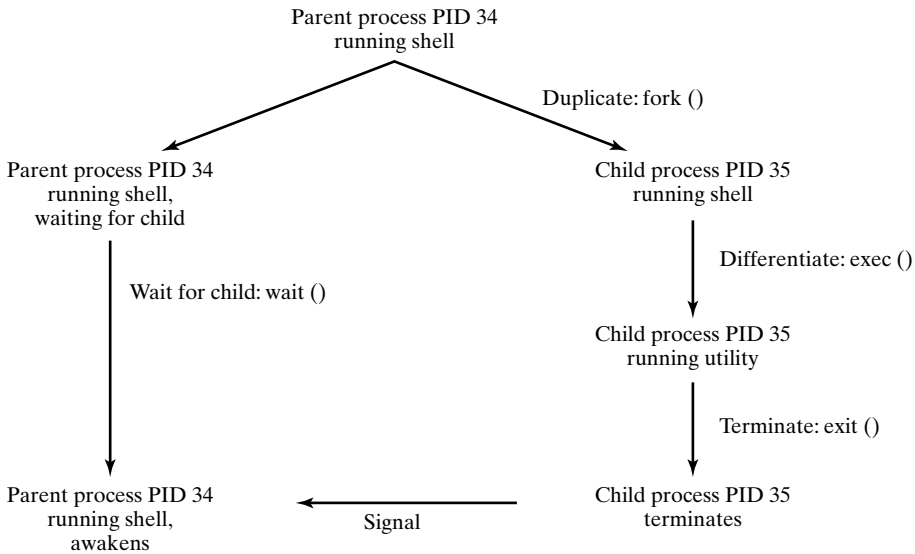 Parent process PID 34
running shell
Duplicate: fork ()
Parent process PID 34
running shell,
waiting for child
Child process PID 35
running shell
Differentiate: exec ()
Wait for child: wait ()
Child process PID 35
running utility
Terminate: exit ()
Parent process PID 34
running shell,
awakens
Signal
Child process PID 35
terminates